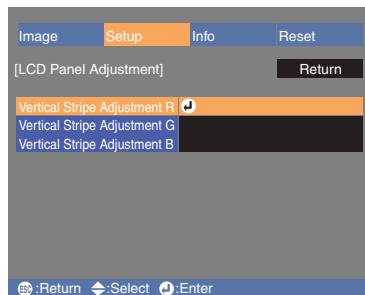 Image Setup Info Reset
[LCD Panel Adjustment] Return
Vertical Stripe Adjustment R
Vertical Stripe Adjustment G
Vertical Stripe Adjustment B
ESC :Return :Select :Enter